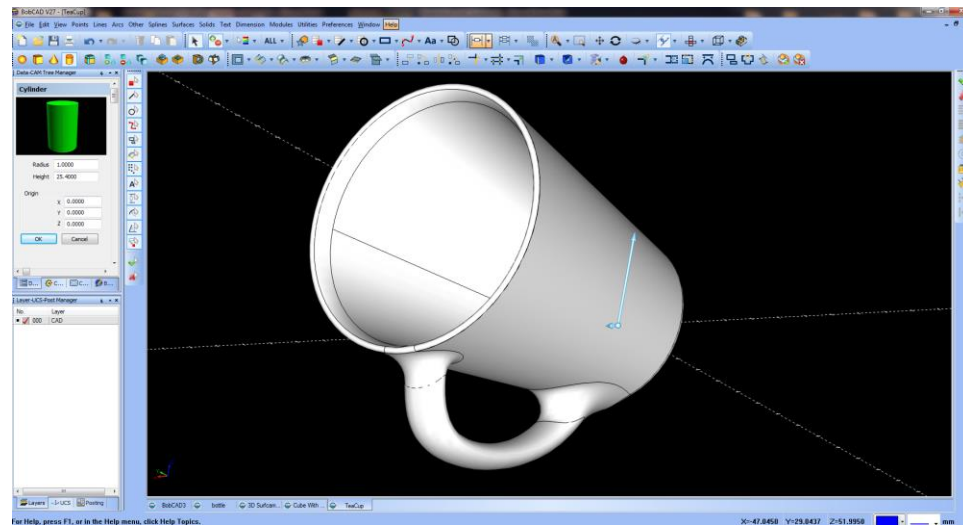 BobCAD V27 - [TeaCup]
File Edit View Points Lines Arcs Other Splines Surfaces Solids Text Dimension Modules Utilities Preferences Window Help
ALL
Aa
Data-CAM Tree Manager
Cylinder
Radius 1.0000
Height 25.4000
Origin
X 0.0000
Y 0.0000
Z 0.0000
OK Cancel
D... C... C... B...
Layer-UCS-Post Manager
No. Layer
000 CAD
Layers UCS Posting
BobCAD3 bottle 3D Surfcam... Cube With ... TeaCup
For Help, press F1, or in the Help menu, click Help Topics.
X=-47.0450 Y=29.0437 Z=51.9958 mm